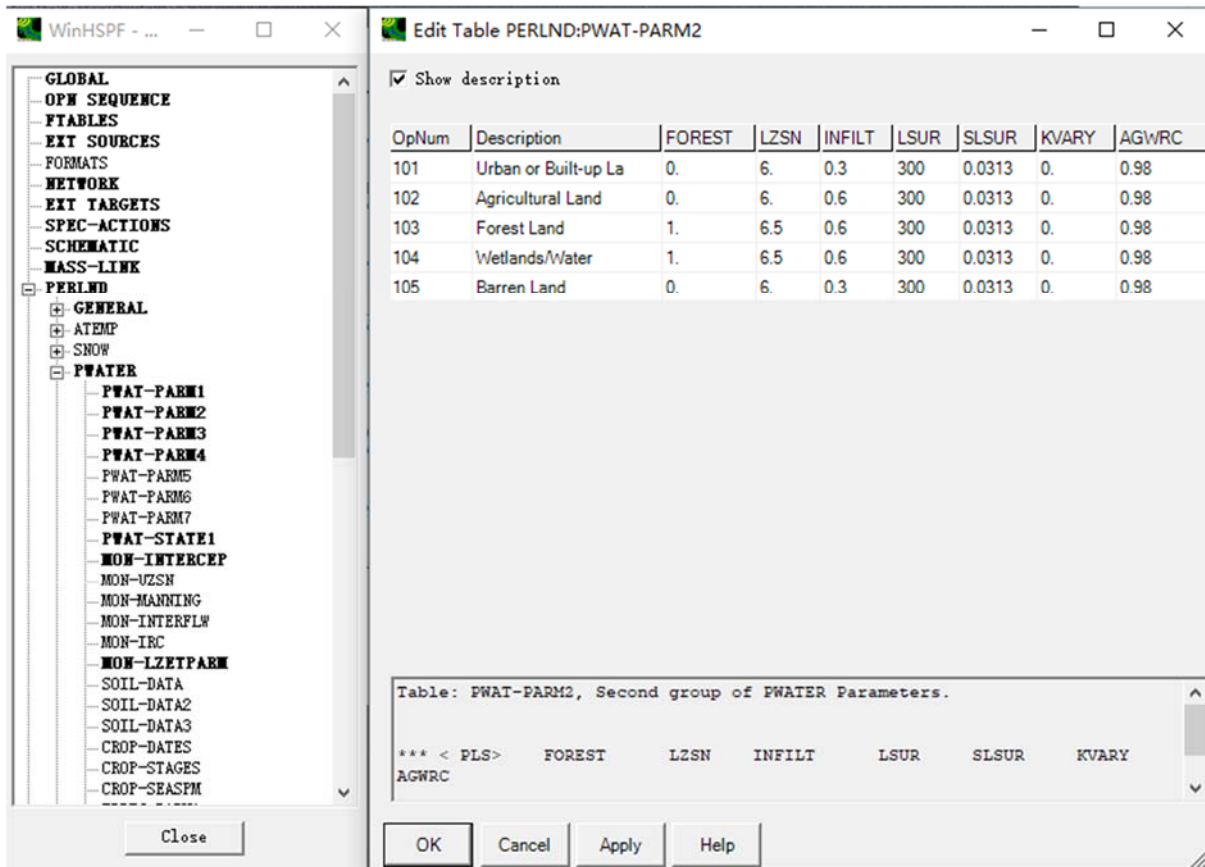 WinHSPF - ...
GLOBAL
OPN SEQUENCE
FTABLES
EXT SOURCES
FORMATS
NETWORK
EXT TARGETS
SPEC-ACTIONS
SCHEMATIC
MASS-LINK
PERLND
GENERAL
ATEMP
SNOW
PWATER
PWAT-PARM1
PWAT-PARM2
PWAT-PARM3
PWAT-PARM4
PWAT-PARM5
PWAT-PARM6
PWAT-PARM7
PWAT-STATE1
MON-INTERCEP
MON-UZSN
MON-MANNING
MON-INTERFLW
MON-IRC
MON-LZETPARM
SOIL-DATA
SOIL-DATA2
SOIL-DATA3
CROP-DATES
CROP-STAGES
CROP-SEASPM
Close
Edit Table PERLND:PWAT-PARM2
Show description
OpNum Description FOREST LZSN INFILT LSUR SLSUR KVARY AGWRC
101 Urban or Built-up La 0. 6. 0.3 300 0.0313 0. 0.98
102 Agricultural Land 0. 6. 0.6 300 0.0313 0. 0.98
103 Forest Land 1. 6.5 0.6 300 0.0313 0. 0.98
104 Wetlands/Water 1. 6.5 0.6 300 0.0313 0. 0.98
105 Barren Land 0. 6. 0.3 300 0.0313 0. 0.98
Table: PWAT-PARM2, Second group of PWATER Parameters.
*** < PLS> FOREST LZSN INFILT LSUR SLSUR KVARY
AGWRC
OK Cancel Apply Help